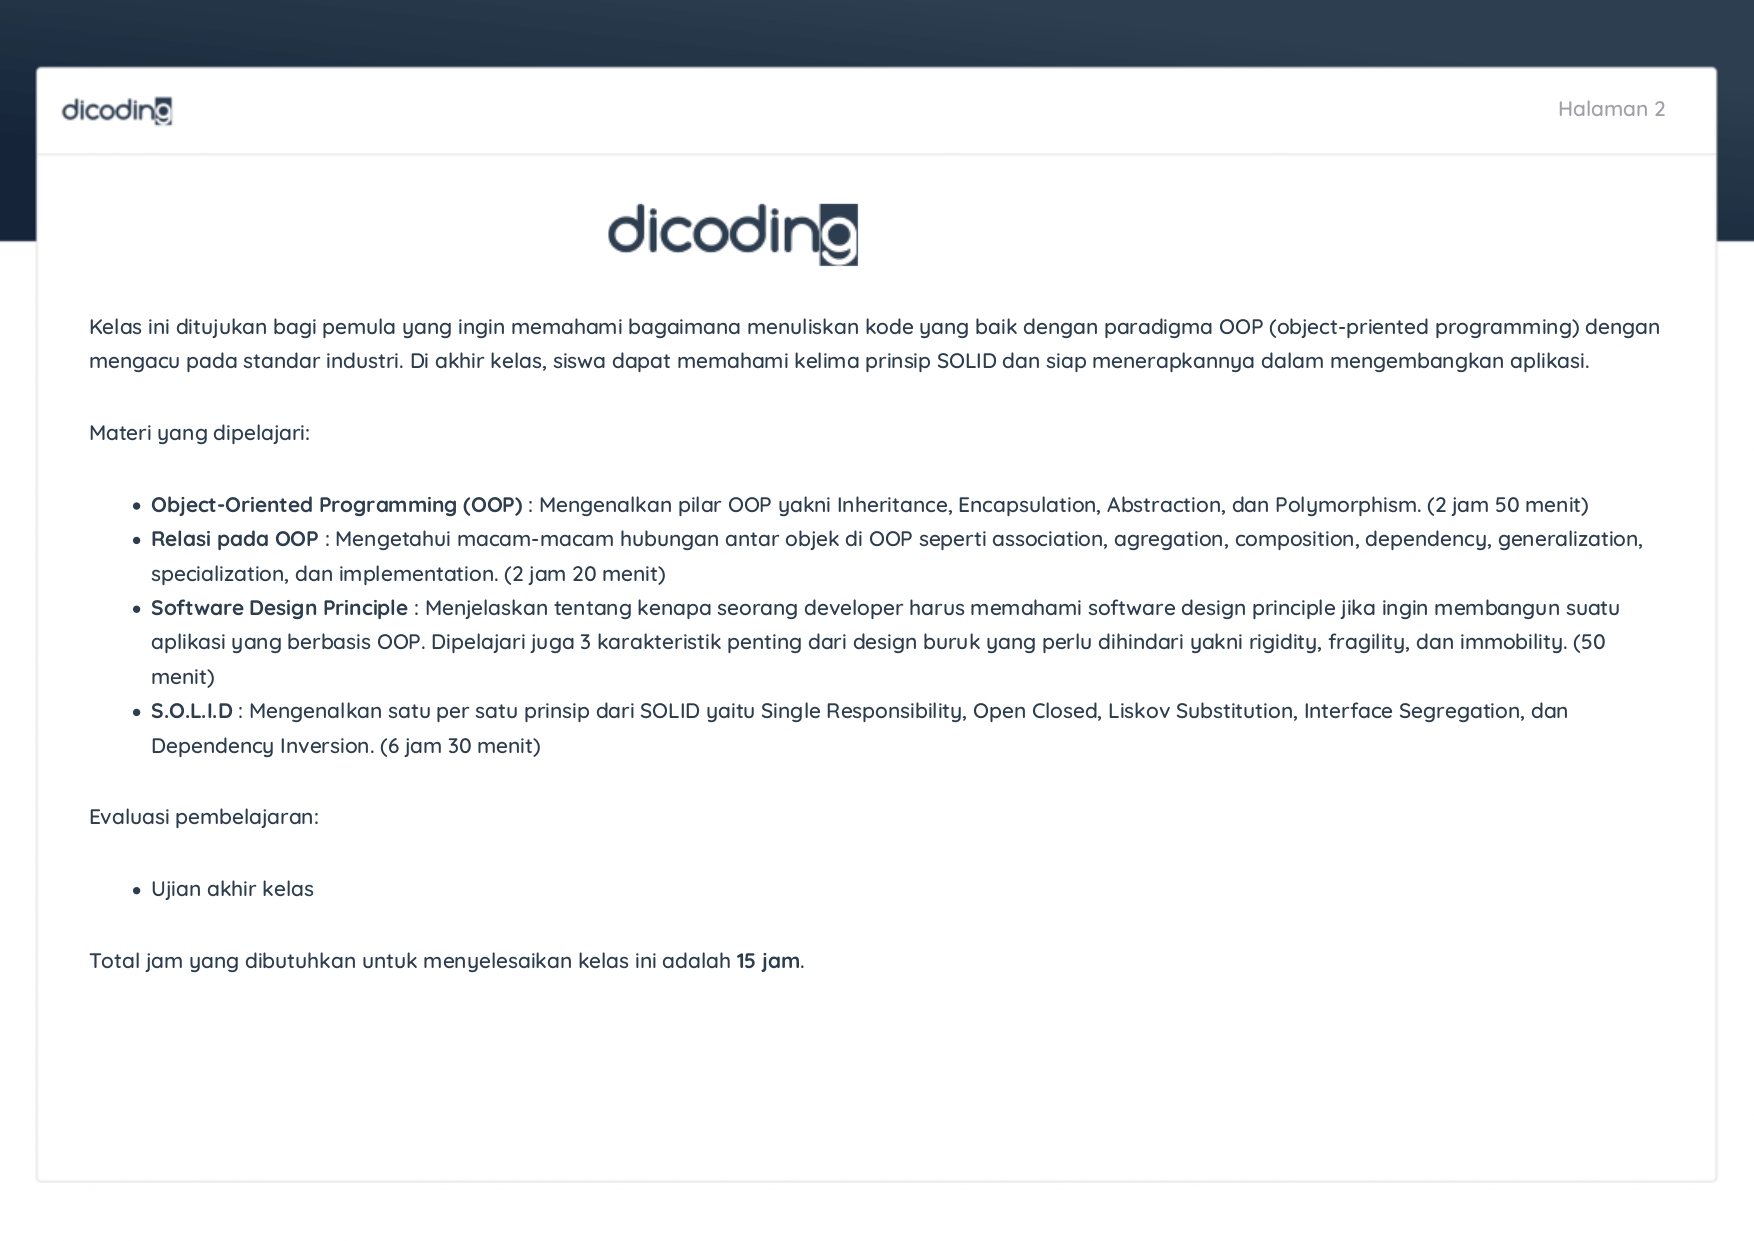 dicoding
Halaman 2
dicoding
Kelas ini ditujukan bagi pemula yang ingin memahami bagaimana menuliskan kode yang baik dengan paradigma OOP (object-priented programming) dengan
mengacu pada standar industri. Di akhir kelas, siswa dapat memahami kelima prinsip SOLID dan siap menerapkannya dalam mengembangkan aplikasi.
Materi yang dipelajari:
• Object-Oriented Programming (OOP) : Mengenalkan pilar OOP yakni Inheritance, Encapsulation, Abstraction, dan Polymorphism. (2 jam 50 menit)
• Relasi pada OOP : Mengetahui macam-macam hubungan antar objek di OOP seperti association, agregation, composition, dependency, generalization,
specialization, dan implementation. (2 jam 20 menit)
• Software Design Principle : Menjelaskan tentang kenapa seorang developer harus memahami software design principle jika ingin membangun suatu
aplikasi yang berbasis OOP. Dipelajari juga 3 karakteristik penting dari design buruk yang perlu dihindari yakni rigidity, fragility, dan immobility. (50
menit)
• S.O.L.I.D : Mengenalkan satu per satu prinsip dari SOLID yaitu Single Responsibility, Open Closed, Liskov Substitution, Interface Segregation, dan
Dependency Inversion. (6 jam 30 menit)
Evaluasi pembelajaran:
• Ujian akhir kelas
Total jam yang dibutuhkan untuk menyelesaikan kelas ini adalah 15 jam.